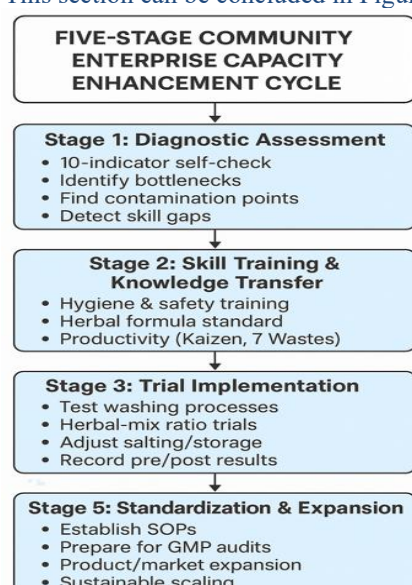 This section can be concluded in Figur
FIVE-STAGE COMMUNITY
ENTERPRISE CAPACITY
ENHANCEMENT CYCLE
Stage 1: Diagnostic Assessment
• 10-indicator self-check
• Identify bottlenecks
• Find contamination points
• Detect skill gaps
Stage 2: Skill Training &
Knowledge Transfer
• Hygiene & safety training
• Herbal formula standard
• Productivity (Kaizen, 7 Wastes)
Stage 3: Trial Implementation
• Test washing processes
• Herbal-mix ratio trials
• Adjust salting/storage
• Record pre/post results
Stage 5: Standardization & Expansion
• Establish SOPs
• Prepare for GMP audits
• Product/market expansion
• Sustainable scaling